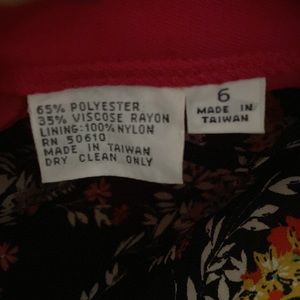 65% POLYESTER
35% VISCOSE RAYON
LINING: 100% NYLON
RN 50610
MADE IN TAIWAN
DRY CLEAN ONLY
6
MADE IN
TAIWAN